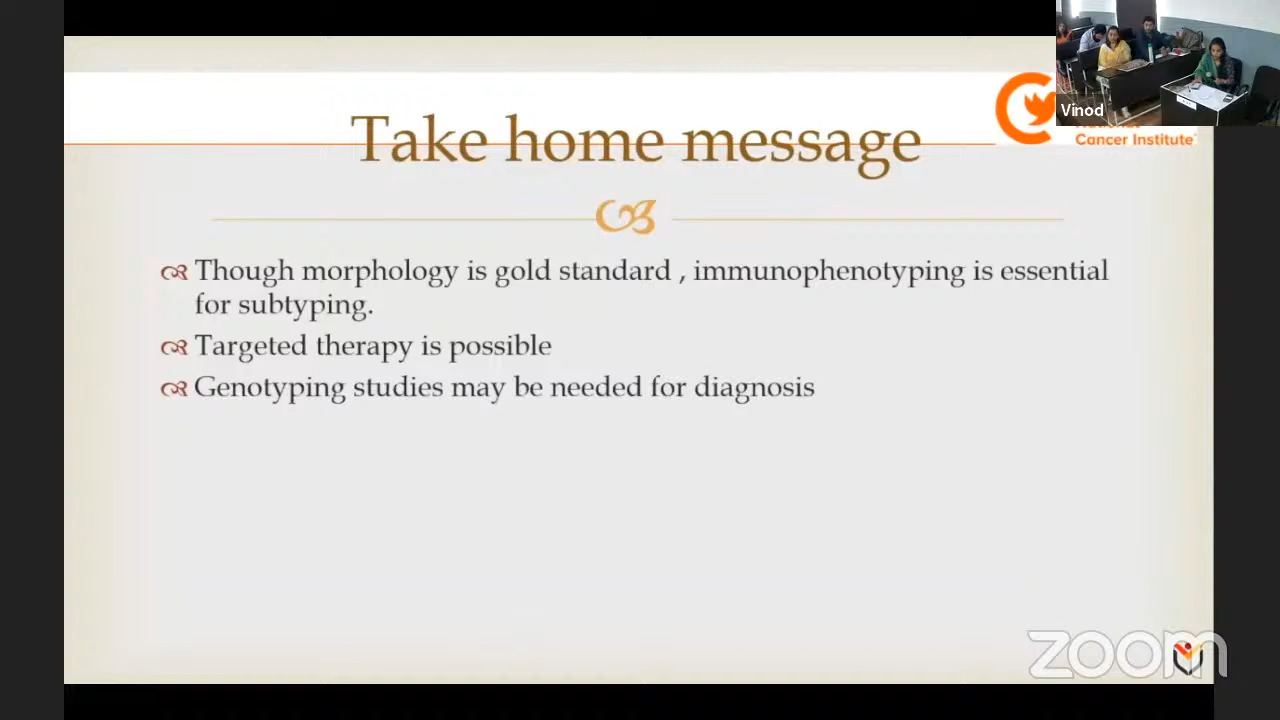 Vinod
Cancer Institute
Take home message
Though morphology is gold standard , immunophenotyping is essential
for subtyping.
Targeted therapy is possible
Genotyping studies may be needed for diagnosis
zoom